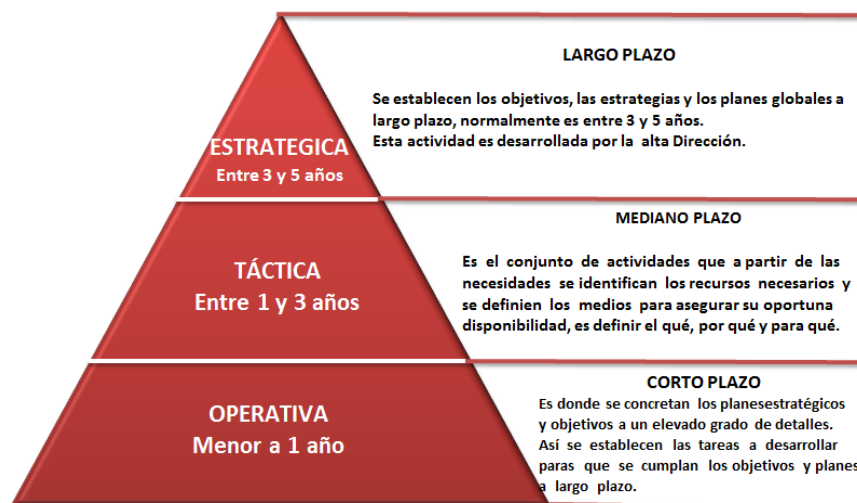 LARGO PLAZO
Se establecen los objetivos, las estrategias y los planes globales a
largo plazo, normalmente es entre 3 y 5 años.
Esta actividad es desarrollada por la alta Dirección.
ESTRATEGICA
Entre 3 y 5 años
MEDIANO PLAZO
Es el conjunto de actividades que a partir de las
necesidades se identifican los recursos necesarios y
se definien los medios para asegurar su oportuna
disponibilidad, es definir el qué, por qué y para qué.
TÁCTICA
Entre 1 y 3 años
CORTO PLAZO
Es donde se concretan los planesestratégicos
y objetivos a un elevado grado de detalles.
Así se establecen las tareas a desarrollar
paras que se cumplan los objetivos y planes
a largo plazo.
OPERATIVA
Menor a 1 año